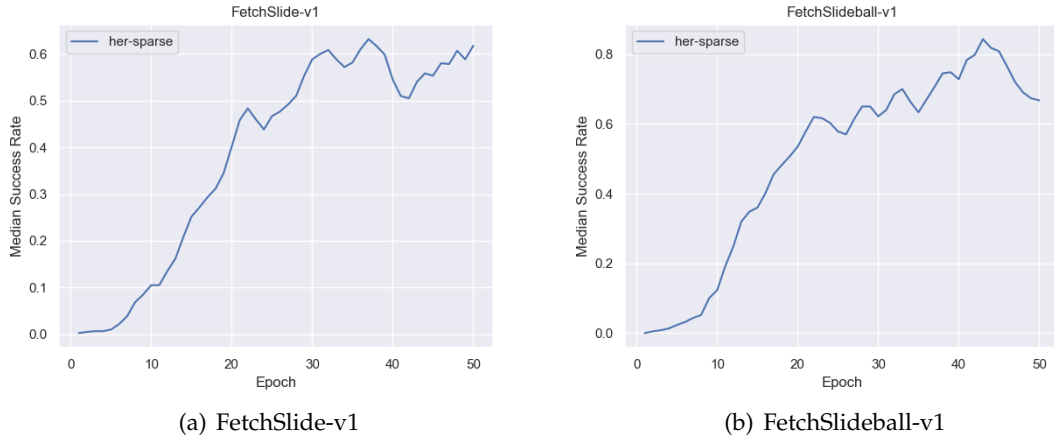 FetchSlide-v1
her-sparse
0.6
0.5
0.4
0.3
0.2
0.1
0.0
Median Success Rate
0 10 20 30 40 50
Epoch
(a) FetchSlide-v1
FetchSlideball-v1
her-sparse
0.8
0.6
0.4
0.2
0.0
Median Success Rate
0 10 20 30 40 50
Epoch
(b) FetchSlideball-v1